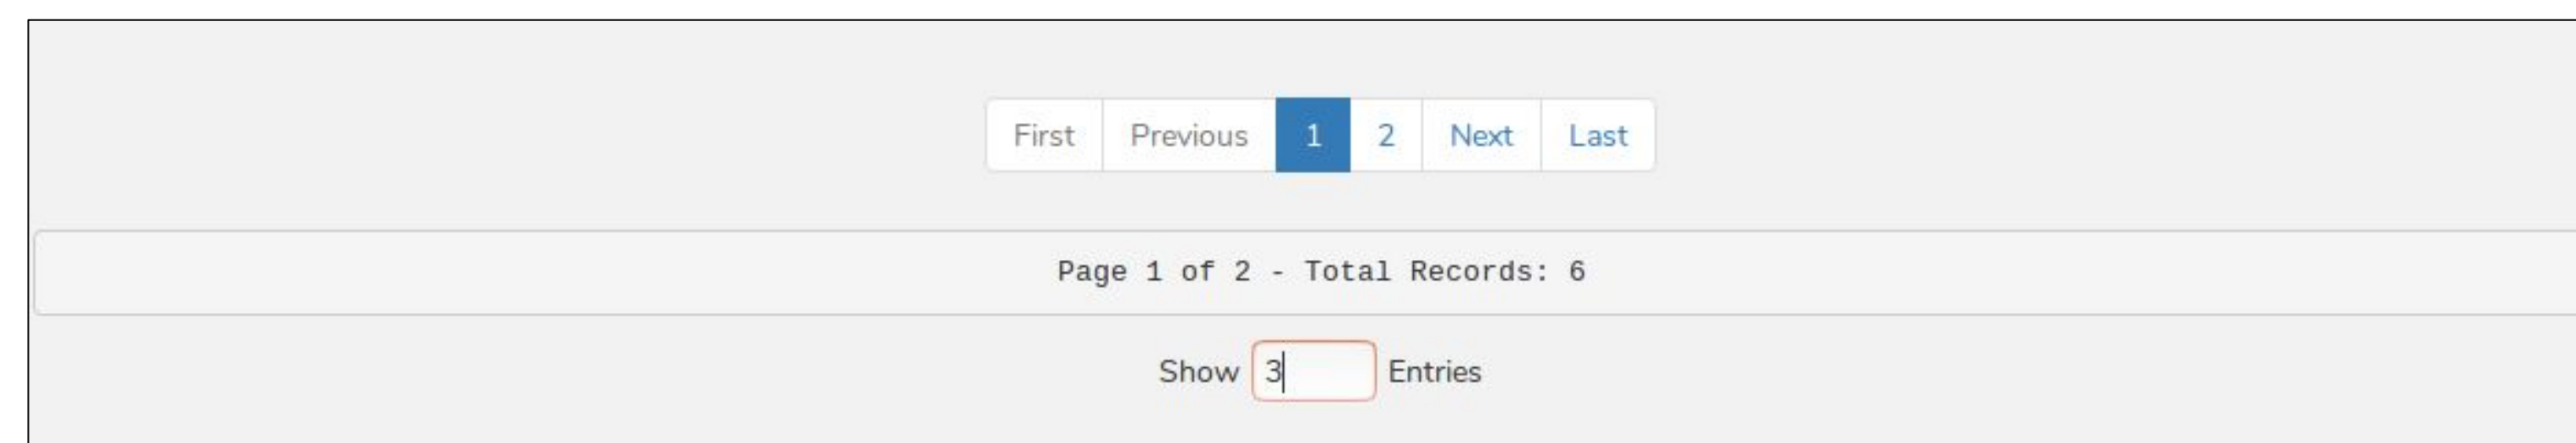 First Previous 1 2 Next Last
Page 1 of 2 - Total Records: 6
Show 3 Entries